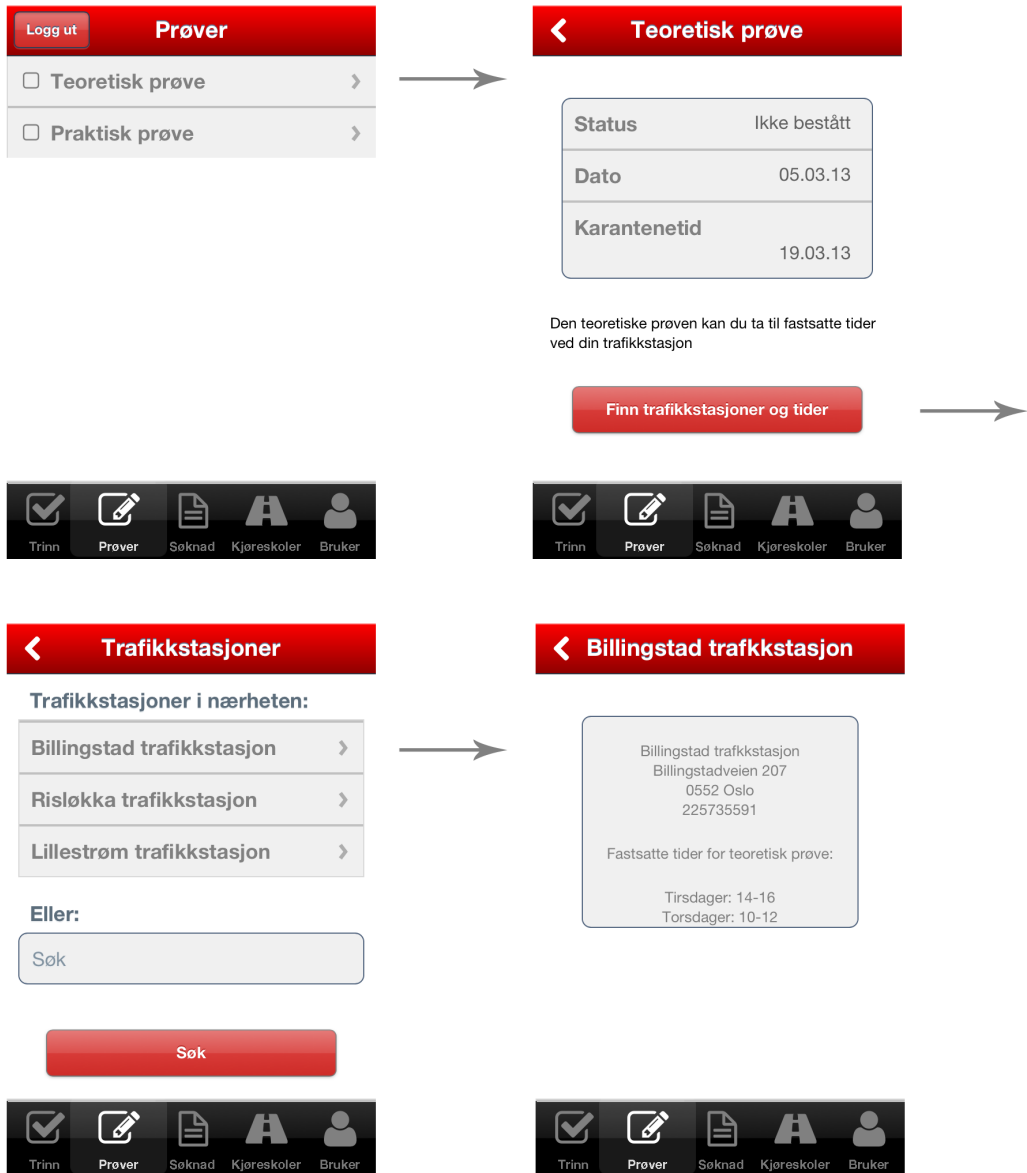 Logg ut
Prøver
Teoretisk prøve
Praktisk prøve
Trinn
Prøver
Søknad
Kjøreskoler
Bruker
Teoretisk prøve
Status
Ikke bestått
Dato
05.03.13
Karantenetid
19.03.13
Den teoretiske prøven kan du ta til fastsatte tider
ved din trafikkstasjon
Finn trafikkstasjoner og tider
Trinn
Prøver
Søknad
Kjøreskoler
Bruker
Trafikkstasjoner
Trafikkstasjoner i nærheten:
Billingstad trafikkstasjon
Risløkka trafikkstasjon
Lillestrøm trafikkstasjon
Eller:
Søk
Søk
Trinn
Prøver
Søknad
Kjøreskoler
Bruker
Billingstad trafkkstasjon
Billingstad trafkkstasjon
Billingstadveien 207
0552 Oslo
225735591
Fastsatte tider for teoretisk prøve:
Tirsdager: 14-16
Torsdager: 10-12
Trinn
Prøver
Søknad
Kjøreskoler
Bruker